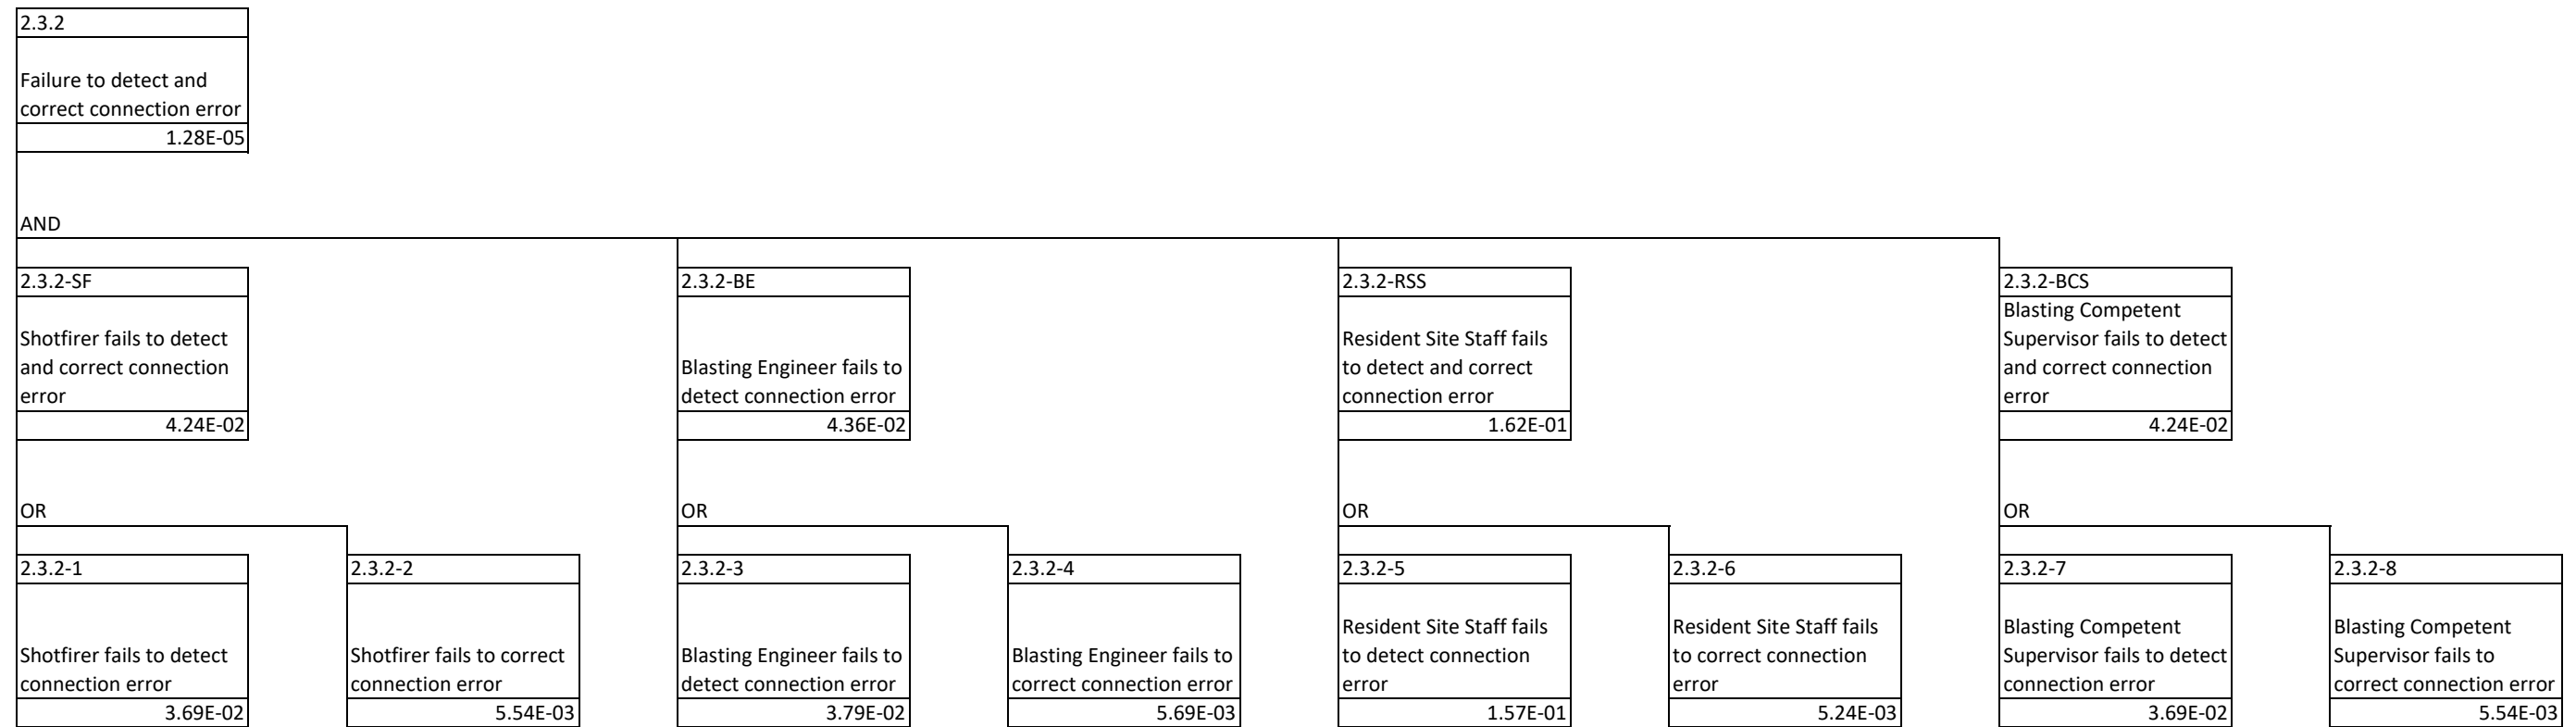 2.3.2
Failure to detect and
correct connection error
1.28E-05
AND
2.3.2-SF
Shotfirer fails to detect
and correct connection
error
4.24E-02
2.3.2-BE
Blasting Engineer fails to
detect connection error
4.36E-02
2.3.2-RSS
Resident Site Staff fails
to detect and correct
connection error
1.62E-01
2.3.2-BCS
Blasting Competent
Supervisor fails to detect
and correct connection
error
4.24E-02
OR
OR
OR
OR
2.3.2-1
Shotfirer fails to detect
connection error
3.69E-02
2.3.2-2
Shotfirer fails to correct
connection error
5.54E-03
2.3.2-3
Blasting Engineer fails to
detect connection error
3.79E-02
2.3.2-4
Blasting Engineer fails to
correct connection error
5.69E-03
2.3.2-5
Resident Site Staff fails
to detect connection
error
1.57E-01
2.3.2-6
Resident Site Staff fails
to correct connection
error
5.24E-03
2.3.2-7
Blasting Competent
Supervisor fails to detect
connection error
3.69E-02
2.3.2-8
Blasting Competent
Supervisor fails to
correct connection error
5.54E-03